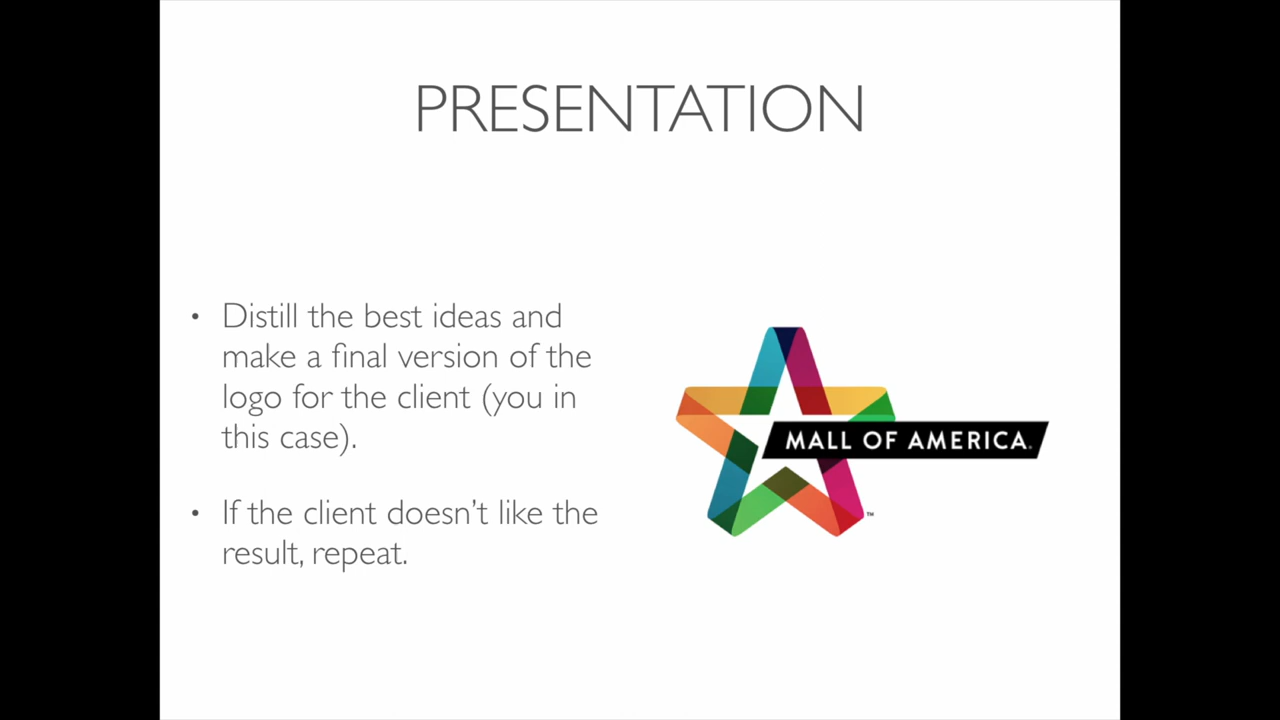 PRESENTATION
• Distill the best ideas and
make a final version of the
logo for the client (you in
this case).
• If the client doesn't like the
result, repeat.
MALL OF AMERICA®
™